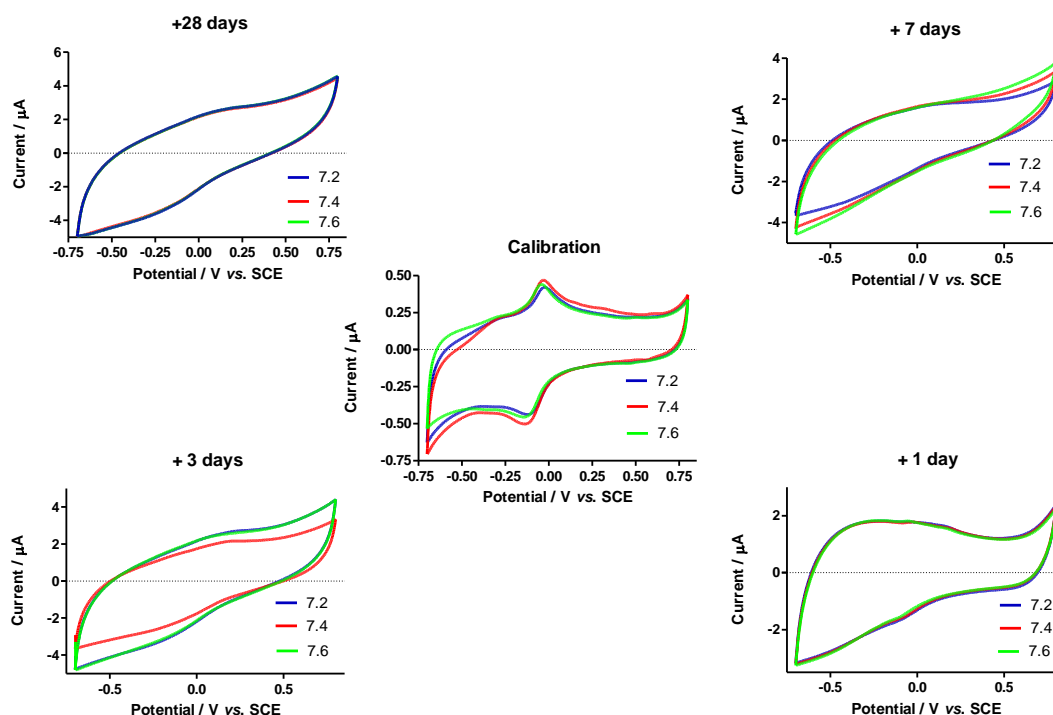 +28 days
6
4
2
0
-2
-4
-0.75 -0.50 -0.25 0.00 0.25 0.50 0.75
Current / µA
Potential / V vs. SCE
7.2
7.4
7.6
+ 7 days
4
2
0
-2
-4
-0.5 0.0 0.5
Current / µA
Potential / V vs. SCE
7.2
7.4
7.6
Calibration
0.50
0.25
0.00
-0.25
-0.50
-0.75
-0.75 -0.50 -0.25 0.00 0.25 0.50 0.75
Current / µA
Potential / V vs. SCE
7.2
7.4
7.6
+ 3 days
4
2
0
-2
-4
-0.5 0.0 0.5
Current / µA
Potential / V vs. SCE
7.2
7.4
7.6
+ 1 day
2
0
-2
-0.5 0.0 0.5
Current / µA
Potential / V vs. SCE
7.2
7.4
7.6